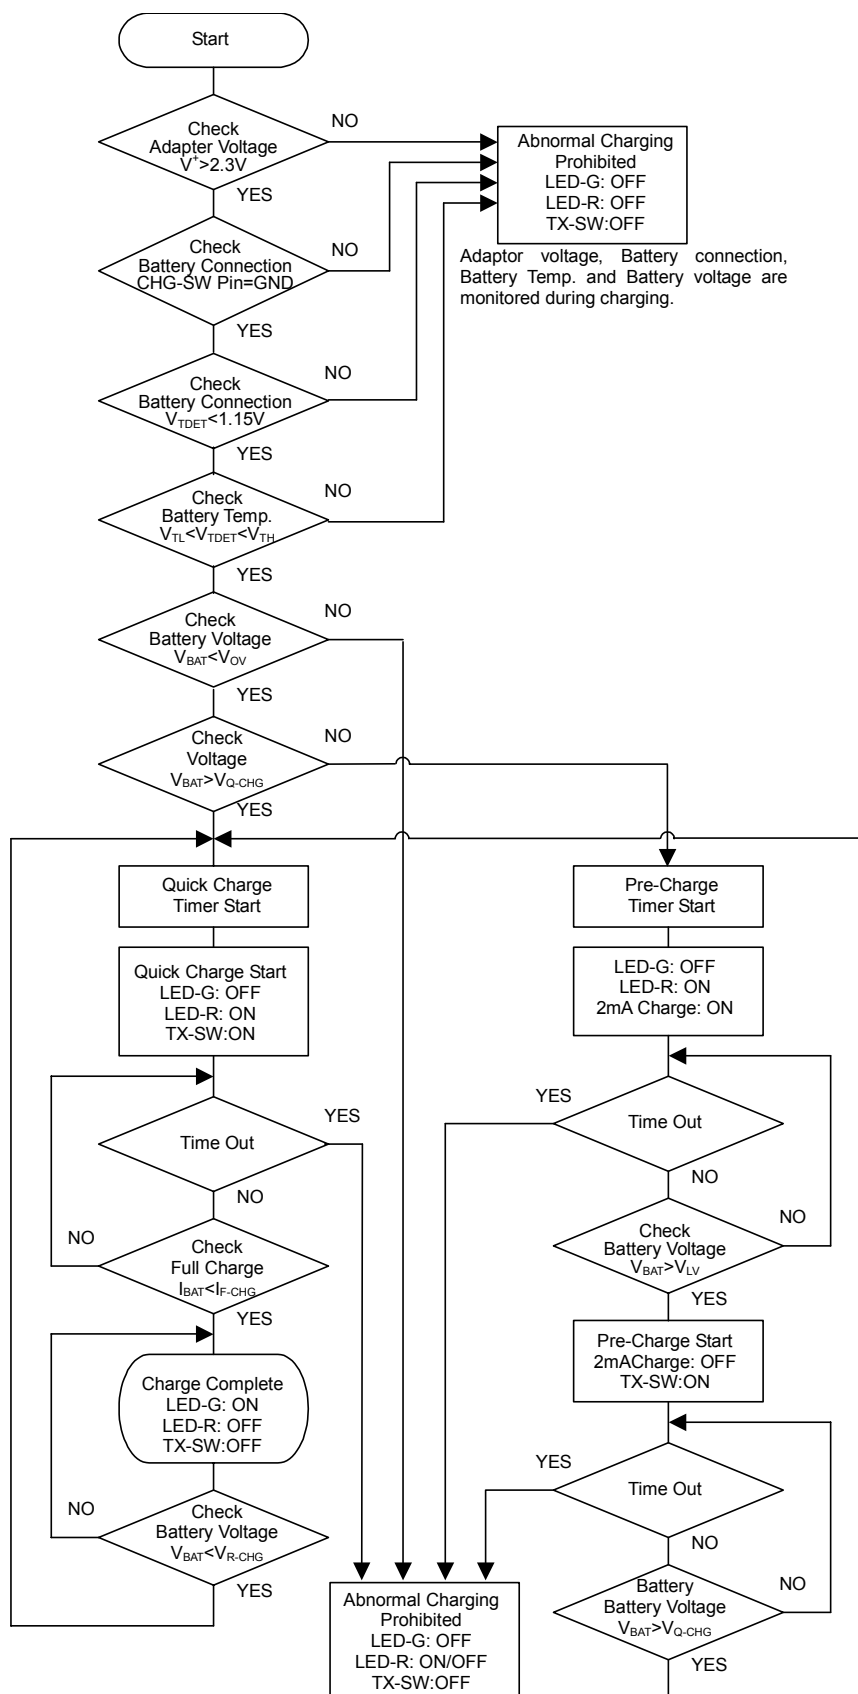 Start
Check
Adapter Voltage
V+>2.3V
NO
YES
Abnormal Charging
Prohibited
LED-G: OFF
LED-R: OFF
TX-SW:OFF
Adaptor voltage, Battery connection,
Battery Temp. and Battery voltage are
monitored during charging.
Check
Battery Connection
CHG-SW Pin=GND
NO
YES
Check
Battery Connection
VTDET<1.15V
NO
YES
Check
Battery Temp.
VTL<VTDET<VTH
NO
YES
Check
Battery Voltage
VBAT<VOV
NO
YES
Check
Voltage
VBAT>VQ-CHG
NO
YES
Quick Charge
Timer Start
Quick Charge Start
LED-G: OFF
LED-R: ON
TX-SW:ON
Time Out
YES
NO
Check
Full Charge
IBAT<IF-CHG
NO
YES
Charge Complete
LED-G: ON
LED-R: OFF
TX-SW:OFF
Check
Battery Voltage
VBAT<VR-CHG
NO
YES
Pre-Charge
Timer Start
LED-G: OFF
LED-R: ON
2mA Charge: ON
Time Out
YES
NO
Check
Battery Voltage
VBAT>VLV
NO
YES
Pre-Charge Start
2mACharge: OFF
TX-SW:ON
Time Out
YES
NO
Battery
Battery Voltage
VBAT>VQ-CHG
NO
YES
Abnormal Charging
Prohibited
LED-G: OFF
LED-R: ON/OFF
TX-SW:OFF